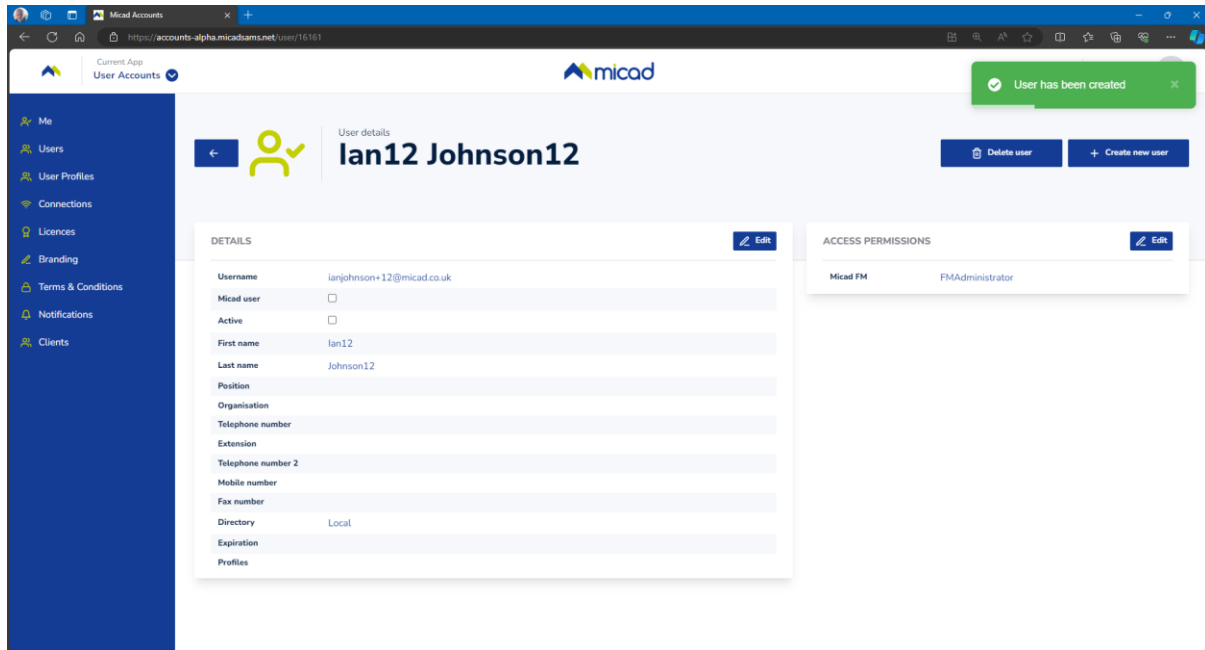 Micad Accounts
https://accounts-alpha.micadsams.net/user/16161
Current App
User Accounts
micad
User has been created
Me
Users
User Profiles
Connections
Licences
Branding
Terms & Conditions
Notifications
Clients
User details
Ian12 Johnson12
Delete user
+ Create new user
DETAILS
Edit
Username ianjohnson+12@micad.co.uk
Micad user
Active
First name Ian12
Last name Johnson12
Position
Organisation
Telephone number
Extension
Telephone number 2
Mobile number
Fax number
Directory Local
Expiration
Profiles
ACCESS PERMISSIONS
Edit
Micad FM FMAdministrator